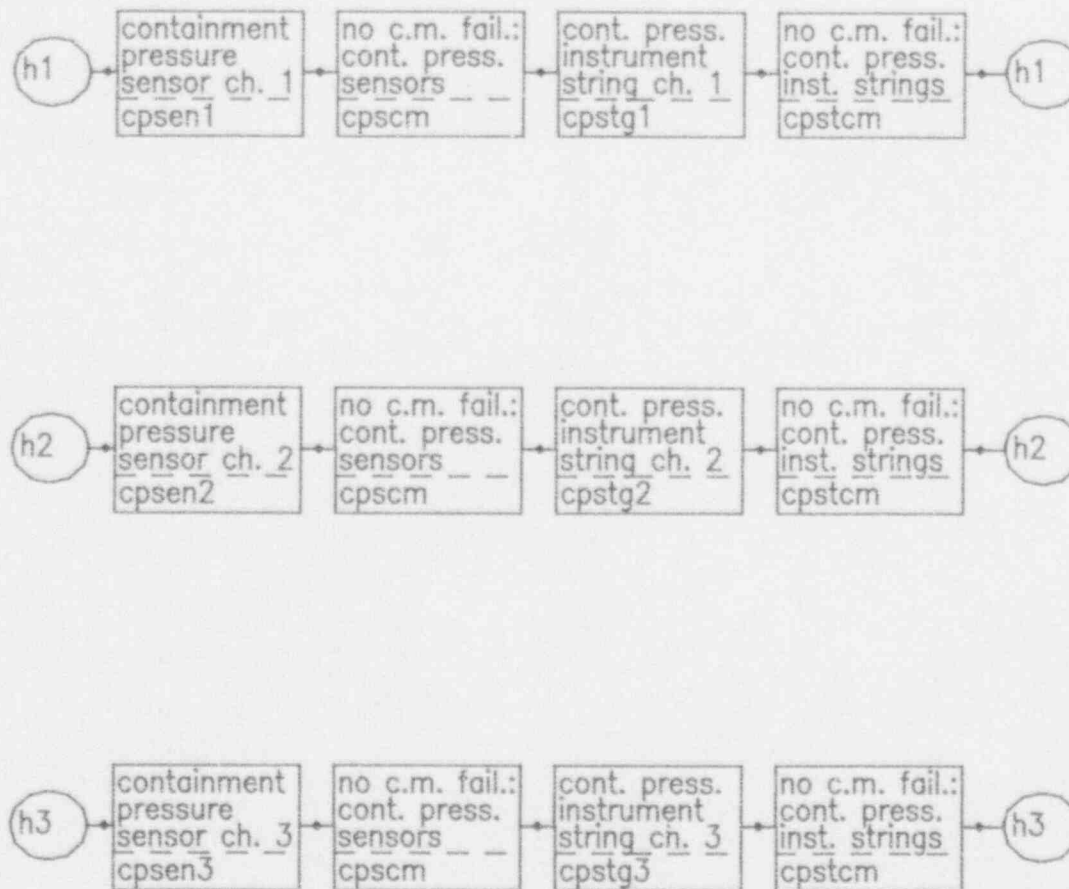 h1
containment
pressure
sensor ch. 1
cpsen1
no c.m. fail.:
cont. press.
sensors
cpscm
cont. press.
instrument
string ch. 1
cpstg1
no c.m. fail.:
cont. press.
inst. strings
cpstcm
h1
h2
containment
pressure
sensor ch. 2
cpsen2
no c.m. fail.:
cont. press.
sensors
cpscm
cont. press.
instrument
string ch. 2
cpstg2
no c.m. fail.:
cont. press.
inst. strings
cpstcm
h2
h3
containment
pressure
sensor ch. 3
cpsen3
no c.m. fail.:
cont. press.
sensors
cpscm
cont. press.
instrument
string ch. 3
cpstg3
no c.m. fail.:
cont. press.
inst. strings
cpstcm
h3